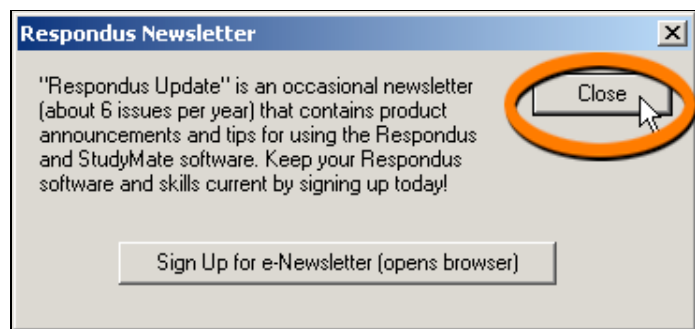 Respondus Newsletter
"Respondus Update" is an occasional newsletter
(about 6 issues per year) that contains product
announcements and tips for using the Respondus
and StudyMate software. Keep your Respondus
software and skills current by signing up today!
Close
Sign Up for e-Newsletter (opens browser)